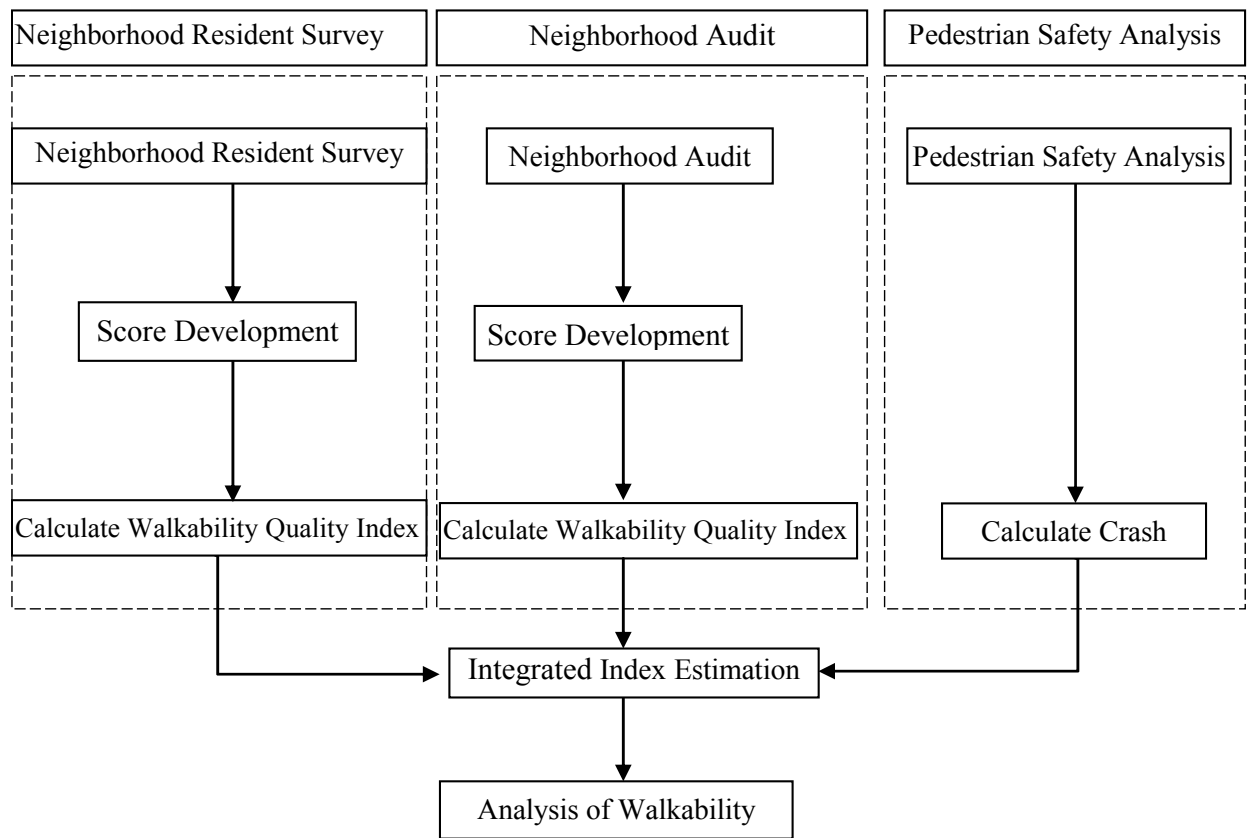 Neighborhood Resident Survey
Neighborhood Audit
Pedestrian Safety Analysis
Neighborhood Resident Survey
Neighborhood Audit
Pedestrian Safety Analysis
Score Development
Score Development
Calculate Walkability Quality Index
Calculate Walkability Quality Index
Calculate Crash
Integrated Index Estimation
Analysis of Walkability